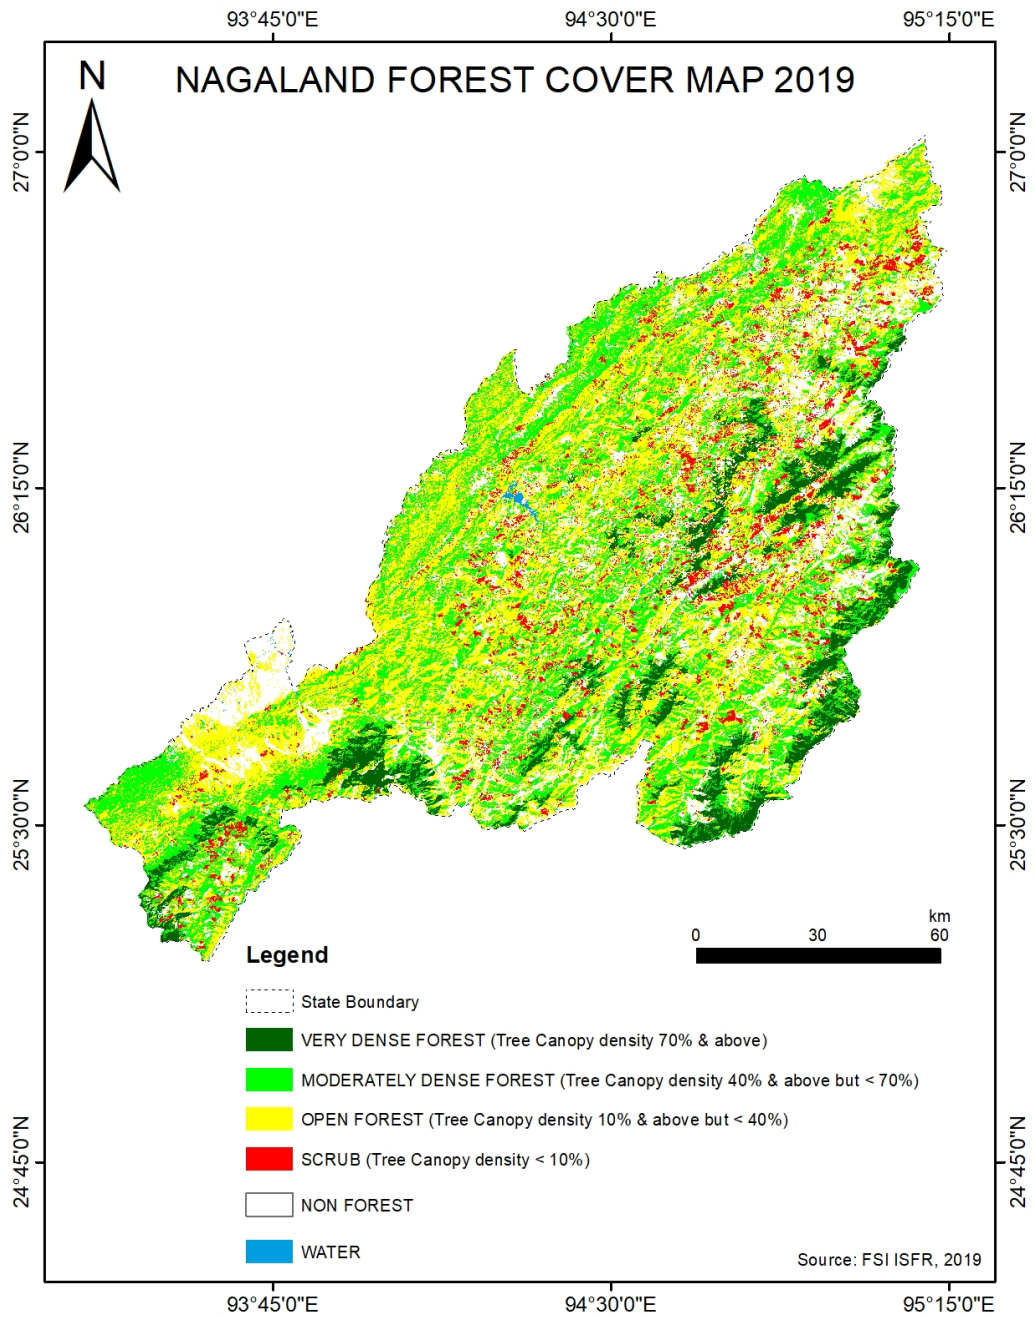 93°45'0"E 94°30'0"E 95°15'0"E
N
NAGALAND FOREST COVER MAP 2019
27°0'0"N 27°0'0"N
26°15'0"N 26°15'0"N
25°30'0"N 25°30'0"N
km
0 30 60
Legend
State Boundary
VERY DENSE FOREST (Tree Canopy density 70% & above)
MODERATELY DENSE FOREST (Tree Canopy density 40% & above but < 70%)
OPEN FOREST (Tree Canopy density 10% & above but < 40%)
SCRUB (Tree Canopy density < 10%)
24°45'0"N 24°45'0"N
NON FOREST
WATER
Source: FSI ISFR, 2019
93°45'0"E 94°30'0"E 95°15'0"E